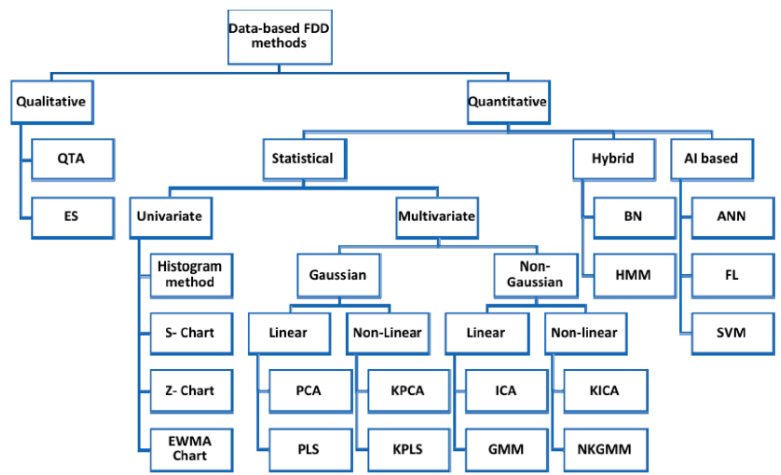 Data-based FDD
methods
Qualitative
Quantitative
QTA
Statistical
Hybrid
AI based
ES
Univariate
Multivariate
BN
ANN
Histogram
method
Gaussian
Non-
Gaussian
HMM
FL
S- Chart
Linear
Non-Linear
Linear
Non-linear
SVM
Z- Chart
PCA
KPCA
ICA
KICA
EWMA
Chart
PLS
KPLS
GMM
NKGMM